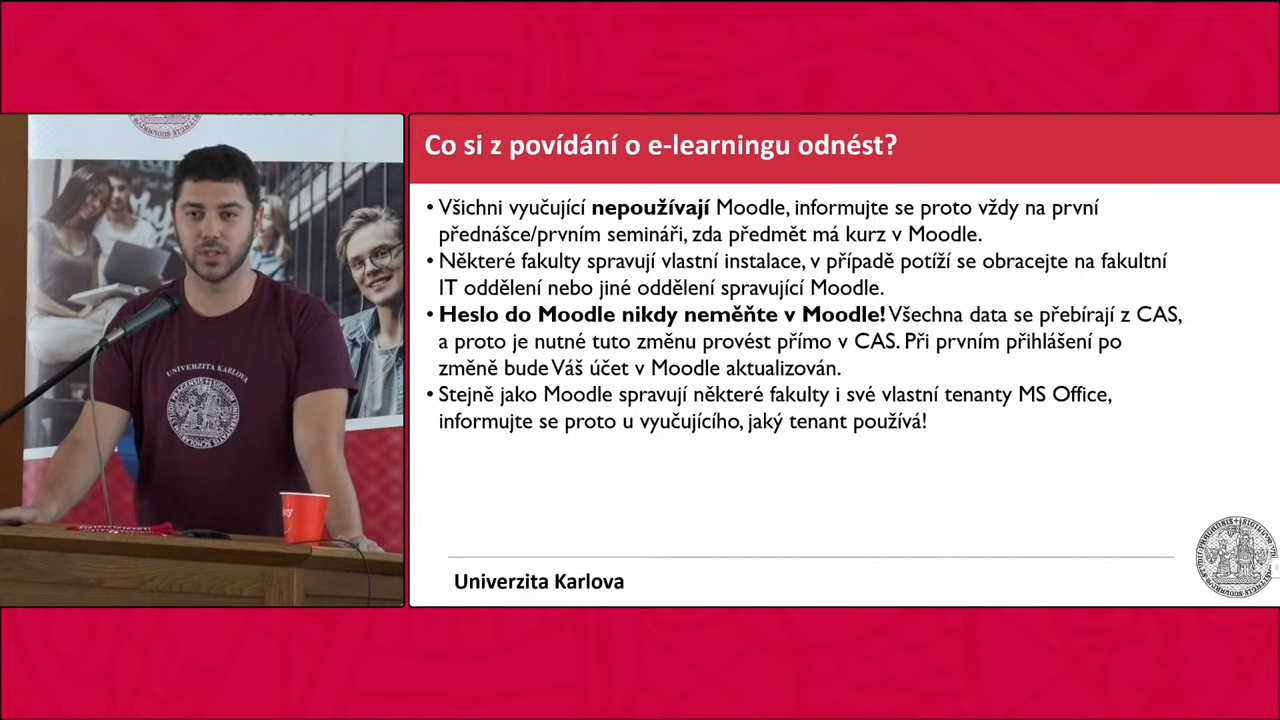 Co si z povídání o e-learningu odnést?
• Všichni vyučující nepoužívají Moodle, informujte se proto vždy na první
přednášce/prvním semináři, zda předmět má kurz v Moodle.
• Některé fakulty spravují vlastní instalace, v případě potíží se obracejte na fakultní
IT oddělení nebo jiné oddělení spravující Moodle.
• Heslo do Moodle nikdy neměňte v Moodle! Všechna data se přebírají z CAS,
a proto je nutné tuto změnu provést přímo v CAS. Při prvním přihlášení po
změně bude Váš účet v Moodle aktualizován.
• Stejně jako Moodle spravují některé fakulty i své vlastní tenanty MS Office,
informujte se proto u vyučujícího, jaký tenant používá!
Univerzita Karlova
UNIVERZITA KARLOVA